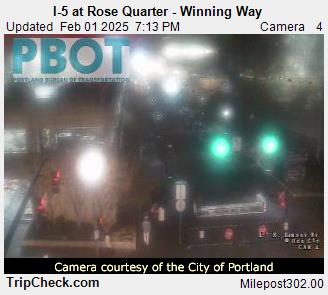 I-5 at Rose Quarter - Winning Way
Updated Feb 01 2025 7:13 PM Camera 4
PBOT
PORTLAND BUREAU OF TRANSPORTATION
Camera courtesy of the City of Portland
TripCheck.com Milepost302.00